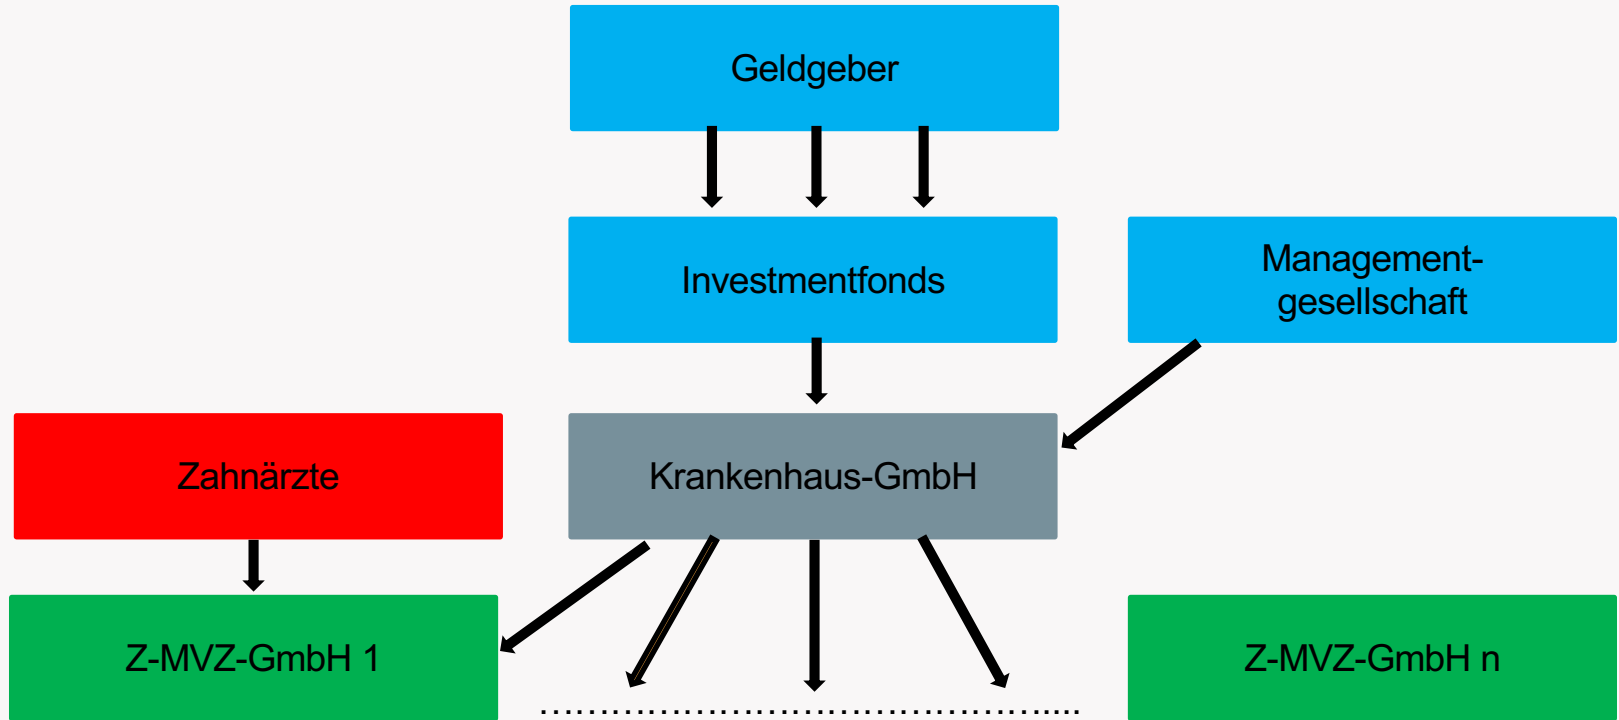 Geldgeber
Investmentfonds
Management-
gesellschaft
Zahnärzte
Krankenhaus-GmbH
Z-MVZ-GmbH 1
Z-MVZ-GmbH n